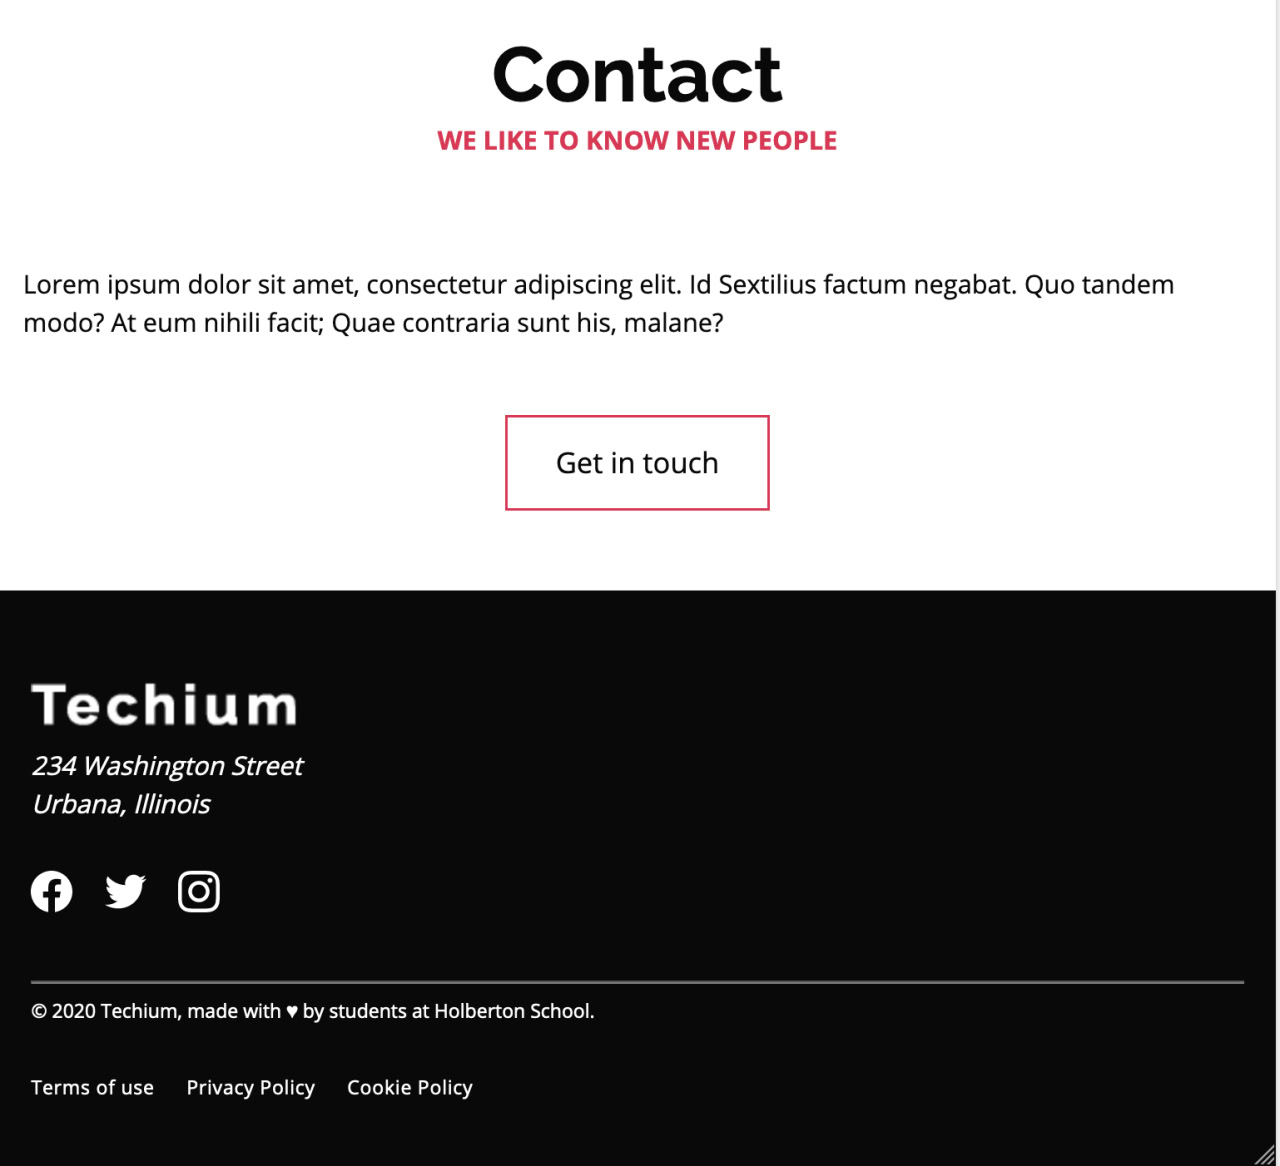 Contact
WE LIKE TO KNOW NEW PEOPLE
Lorem ipsum dolor sit amet, consectetur adipiscing elit. Id Sextilius factum negabat. Quo tandem
modo? At eum nihili facit; Quae contraria sunt his, malane?
Get in touch
Techium
234 Washington Street
Urbana, Illinois
© 2020 Techium, made with ♥ by students at Holberton School.
Terms of use Privacy Policy Cookie Policy